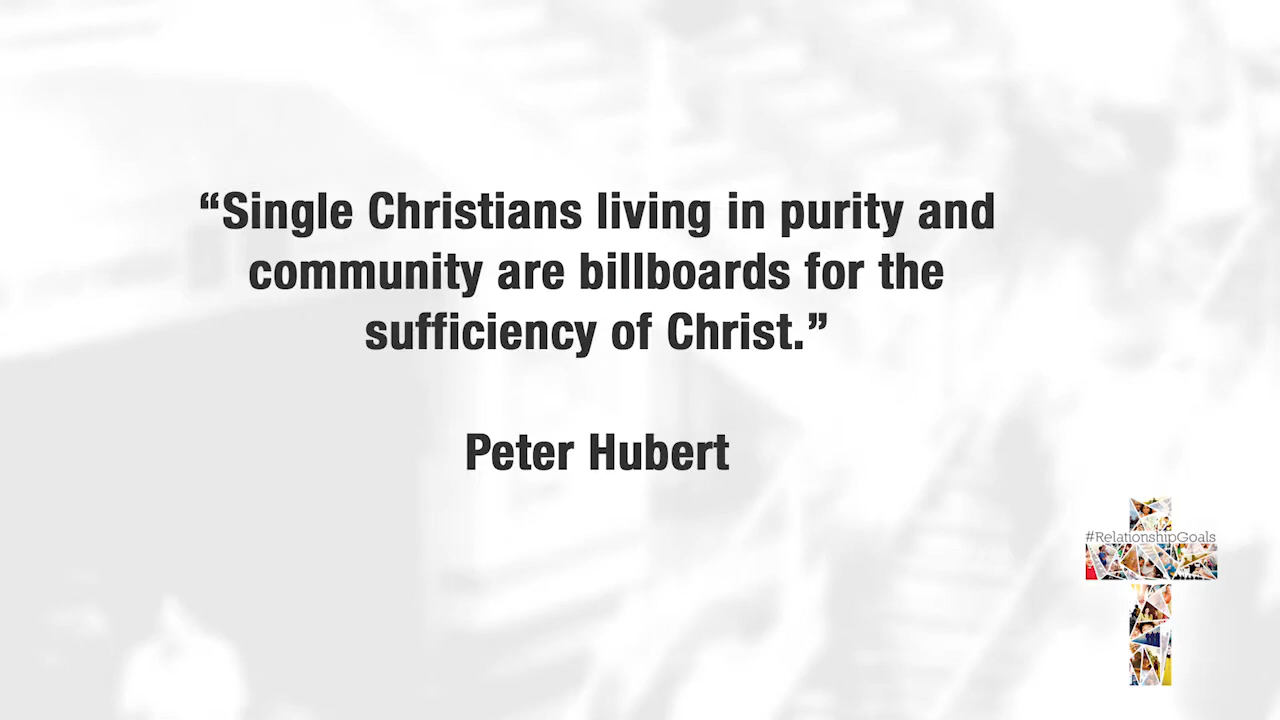 “Single Christians living in purity and
community are billboards for the
sufficiency of Christ.”
Peter Hubert
#RelationshipGoals